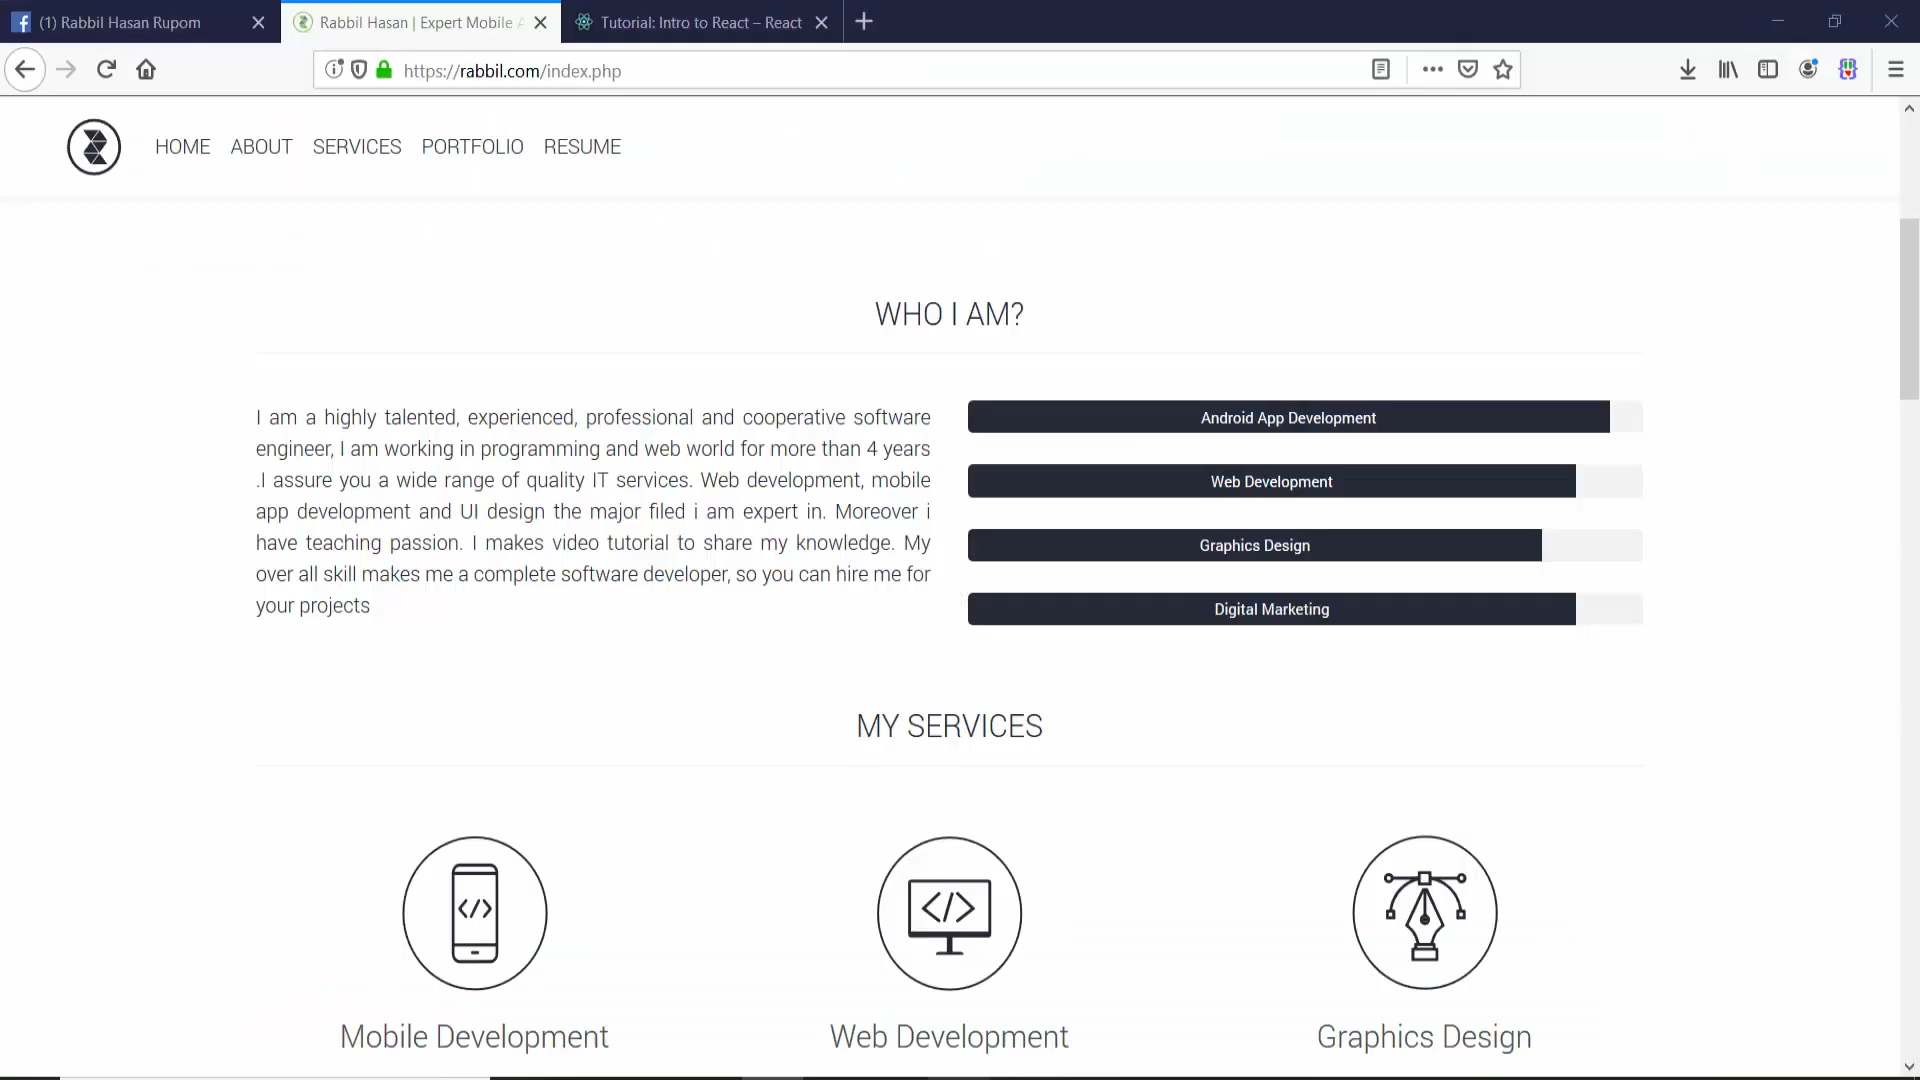 (1) Rabbil Hasan Rupom
Rabbil Hasan | Expert Mobile
Tutorial: Intro to React – React
https://rabbil.com/index.php
HOME ABOUT SERVICES PORTFOLIO RESUME
WHO I AM?
I am a highly talented, experienced, professional and cooperative software
engineer, I am working in programming and web world for more than 4 years
.I assure you a wide range of quality IT services. Web development, mobile
app development and UI design the major filed i am expert in. Moreover i
have teaching passion. I makes video tutorial to share my knowledge. My
over all skill makes me a complete software developer, so you can hire me for
your projects
Android App Development
Web Development
Graphics Design
Digital Marketing
MY SERVICES
Mobile Development
Web Development
Graphics Design